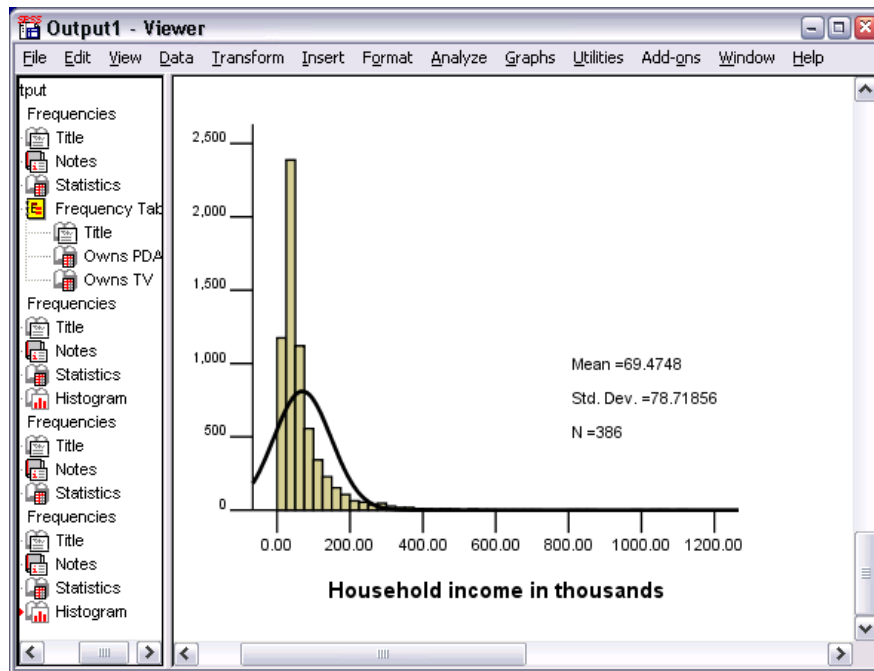 SPSS
Output1 - Viewer
File Edit View Data Transform Insert Format Analyze Graphs Utilities Add-ons Window Help
tput
Frequencies
Title
Notes
Statistics
Frequency Tab
Title
Owns PDA
Owns TV
Frequencies
Title
Notes
Statistics
Histogram
Frequencies
Title
Notes
Statistics
Frequencies
Title
Notes
Statistics
Histogram
2,500
2,000
1,500
1,000
500
0
Mean =69.4748
Std. Dev. =78.71856
N =386
0.00 200.00 400.00 600.00 800.00 1000.00 1200.00
Household income in thousands